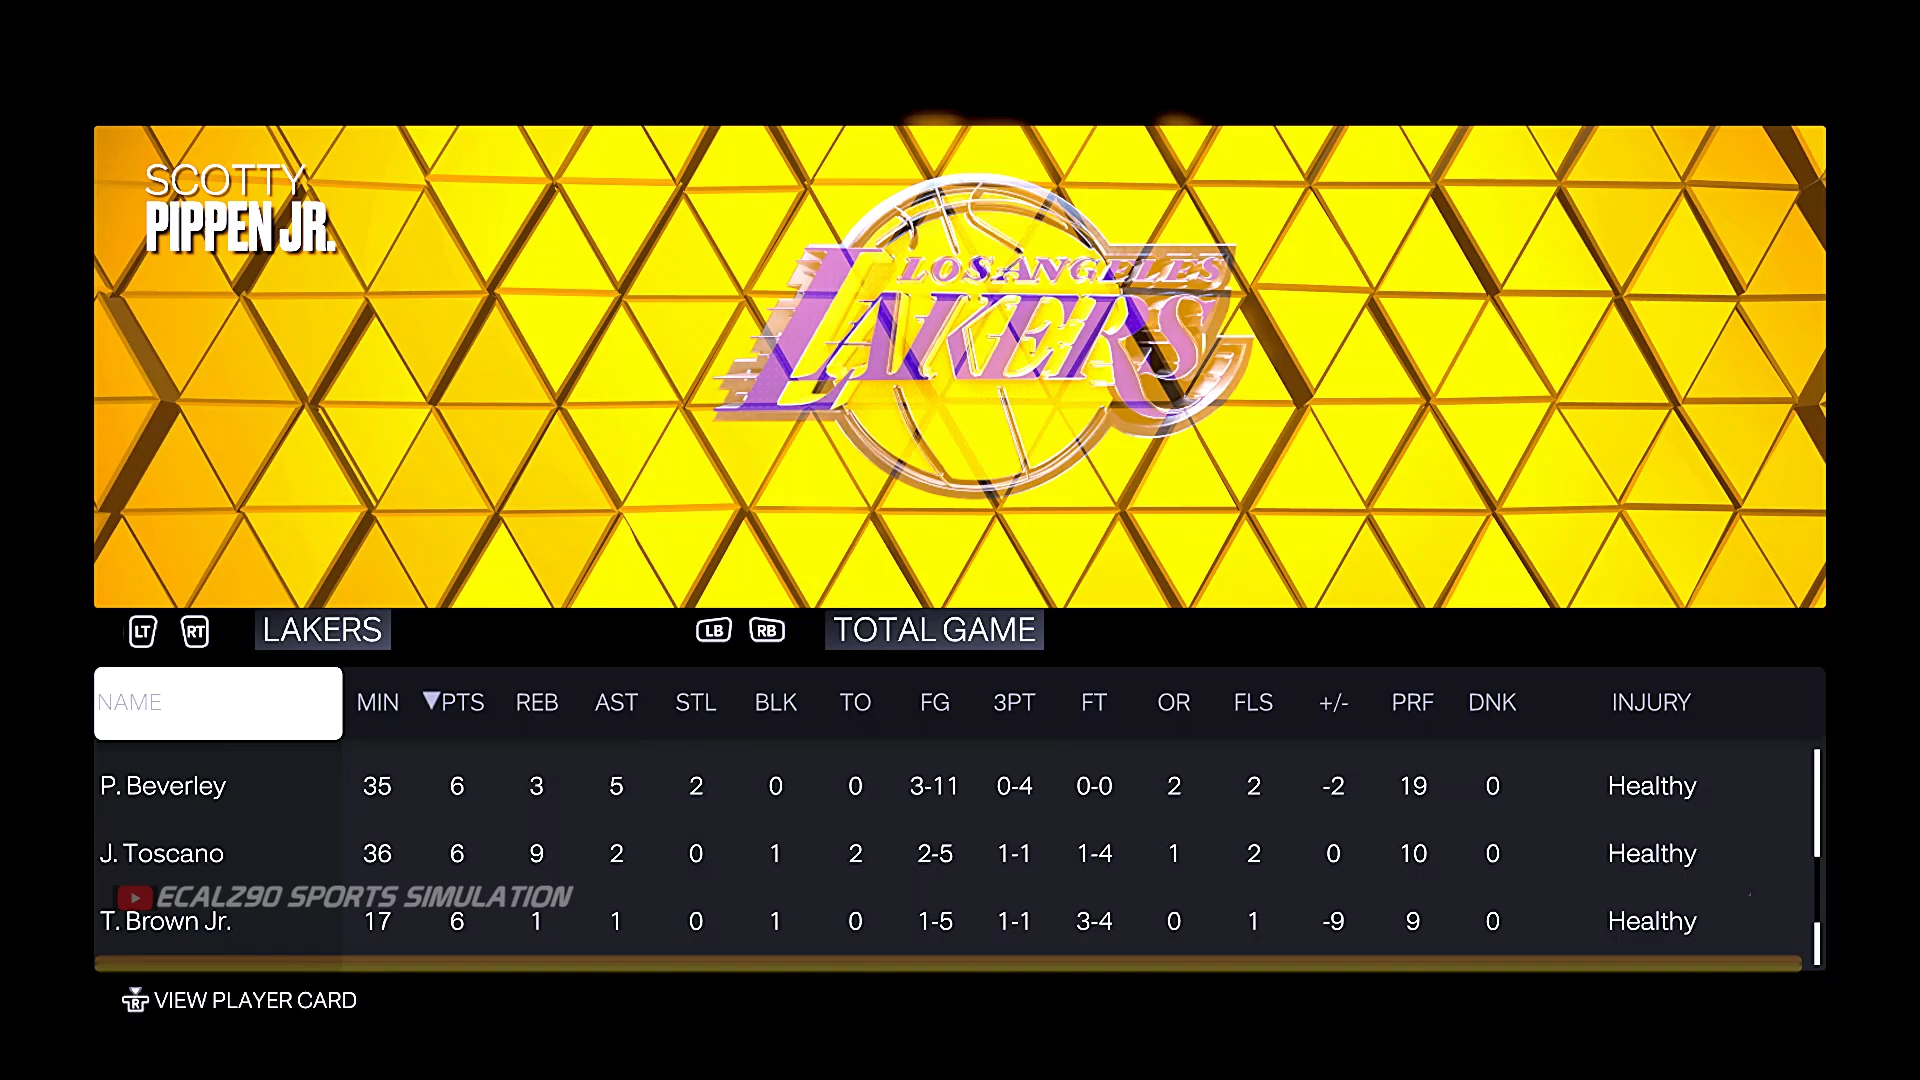 SCOTTY
PIPPEN JR.
LOS ANGELES
LAKERS
LT RT LAKERS LB RB TOTAL GAME
NAME MIN ▼PTS REB AST STL BLK TO FG 3PT FT OR FLS +/- PRF DNK INJURY
P. Beverley 35 6 3 5 2 0 0 3-11 0-4 0-0 2 2 -2 19 0 Healthy
J. Toscano 36 6 9 2 0 1 2 2-5 1-1 1-4 1 2 0 10 0 Healthy
ECALZ90 SPORTS SIMULATION
T. Brown Jr. 17 6 1 1 0 1 0 1-5 1-1 3-4 0 1 -9 9 0 Healthy
R VIEW PLAYER CARD